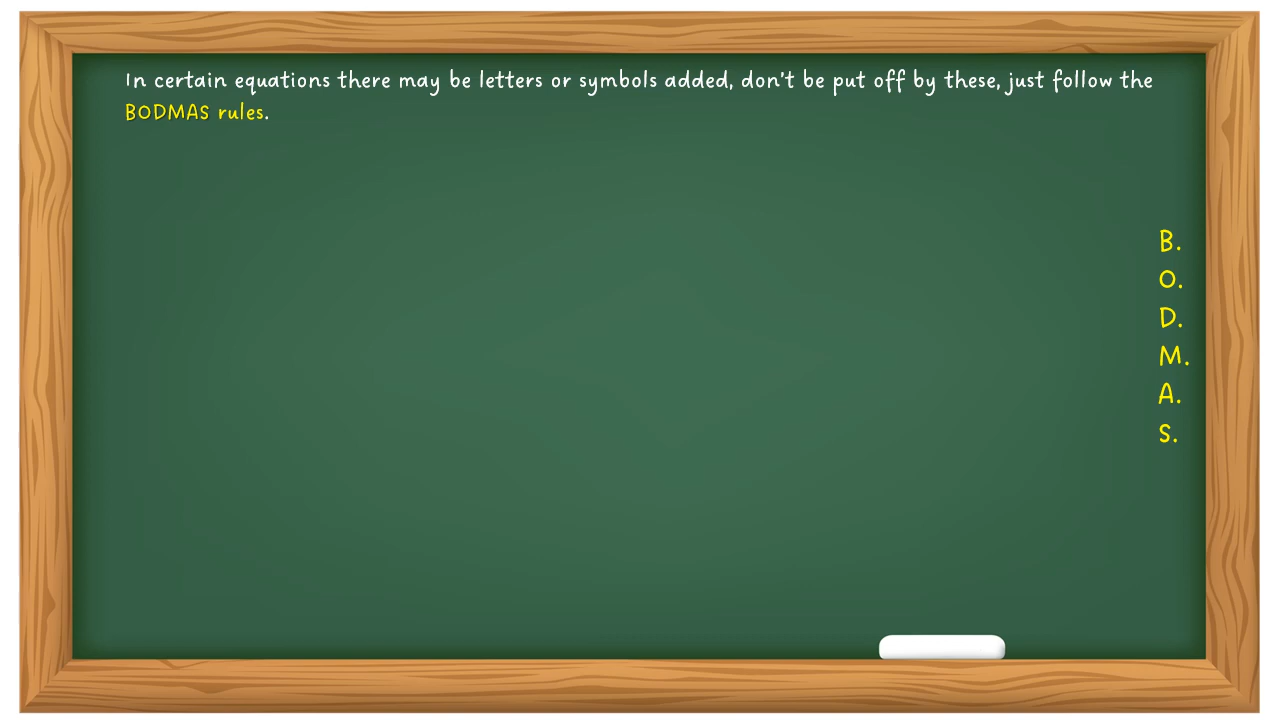 In certain equations there may be letters or symbols added, don't be put off by these, just follow the
BODMAS rules.
B.
O.
D.
M.
A.
S.